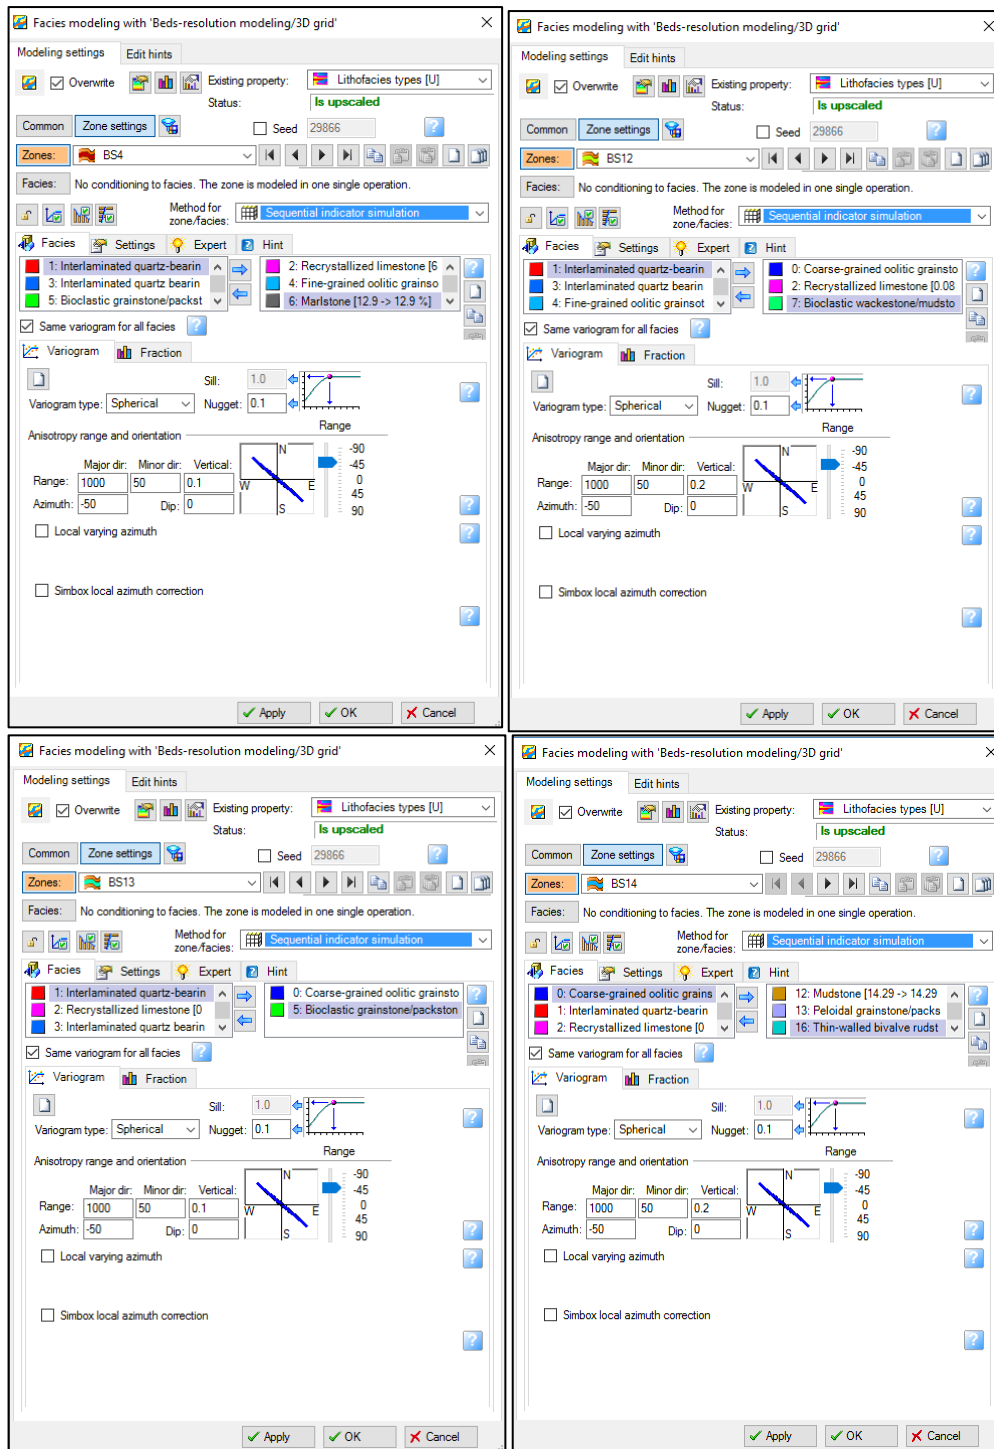 Facies modeling with 'Beds-resolution modeling/3D grid'
Modeling settings
Edit hints
Overwrite
Existing property:
Lithofacies types [U]
Status:
Is upscaled
Common
Zone settings
Seed
29866
Zones:
BS4
Facies:
No conditioning to facies. The zone is modeled in one single operation.
Method for
zone/facies:
Sequential indicator simulation
Facies
Settings
Expert
Hint
1: Interlaminated quartz-bearin
3: Interlaminated quartz bearin
5: Bioclastic grainstone/packst
2: Recrystallized limestone [6
4: Fine-grained oolitic grainso
6: Marlstone [12.9 -> 12.9 %]
Same variogram for all facies
Variogram
Fraction
Sill:
1.0
Variogram type:
Spherical
Nugget:
0.1
Range
Anisotropy range and orientation
Major dir:
Minor dir:
Vertical:
Range:
1000
50
0.1
Azimuth:
-50
Dip:
0
N
W
E
S
-90
-45
0
45
90
Local varying azimuth
Simbox local azimuth correction
Apply
OK
Cancel
Facies modeling with 'Beds-resolution modeling/3D grid'
Modeling settings
Edit hints
Overwrite
Existing property:
Lithofacies types [U]
Status:
Is upscaled
Common
Zone settings
Seed
29866
Zones:
BS12
Facies:
No conditioning to facies. The zone is modeled in one single operation.
Method for
zone/facies:
Sequential indicator simulation
Facies
Settings
Expert
Hint
1: Interlaminated quartz-bearin
3: Interlaminated quartz bearin
4: Fine-grained oolitic grainsot
0: Coarse-grained oolitic grainsto
2: Recrystallized limestone [0.08
7: Bioclastic wackestone/mudsto
Same variogram for all facies
Variogram
Fraction
Sill:
1.0
Variogram type:
Spherical
Nugget:
0.1
Range
Anisotropy range and orientation
Major dir:
Minor dir:
Vertical:
Range:
1000
50
0.2
Azimuth:
-50
Dip:
0
N
W
E
S
-90
-45
0
45
90
Local varying azimuth
Simbox local azimuth correction
Apply
OK
Cancel
Facies modeling with 'Beds-resolution modeling/3D grid'
Modeling settings
Edit hints
Overwrite
Existing property:
Lithofacies types [U]
Status:
Is upscaled
Common
Zone settings
Seed
29866
Zones:
BS13
Facies:
No conditioning to facies. The zone is modeled in one single operation.
Method for
zone/facies:
Sequential indicator simulation
Facies
Settings
Expert
Hint
1: Interlaminated quartz-bearin
2: Recrystallized limestone [0
3: Interlaminated quartz bearin
0: Coarse-grained oolitic grainsto
5: Bioclastic grainstone/packston
Same variogram for all facies
Variogram
Fraction
Sill:
1.0
Variogram type:
Spherical
Nugget:
0.1
Range
Anisotropy range and orientation
Major dir:
Minor dir:
Vertical:
Range:
1000
50
0.1
Azimuth:
-50
Dip:
0
N
W
E
S
-90
-45
0
45
90
Local varying azimuth
Simbox local azimuth correction
Apply
OK
Cancel
Facies modeling with 'Beds-resolution modeling/3D grid'
Modeling settings
Edit hints
Overwrite
Existing property:
Lithofacies types [U]
Status:
Is upscaled
Common
Zone settings
Seed
29866
Zones:
BS14
Facies:
No conditioning to facies. The zone is modeled in one single operation.
Method for
zone/facies:
Sequential indicator simulation
Facies
Settings
Expert
Hint
0: Coarse-grained oolitic grains
1: Interlaminated quartz-bearin
2: Recrystallized limestone [0
12: Mudstone [14.29 -> 14.29
13: Peloidal grainstone/packs
16: Thin-walled bivalve rudst
Same variogram for all facies
Variogram
Fraction
Sill:
1.0
Variogram type:
Spherical
Nugget:
0.1
Range
Anisotropy range and orientation
Major dir:
Minor dir:
Vertical:
Range:
1000
50
0.2
Azimuth:
-50
Dip:
0
N
W
E
S
-90
-45
0
45
90
Local varying azimuth
Simbox local azimuth correction
Apply
OK
Cancel